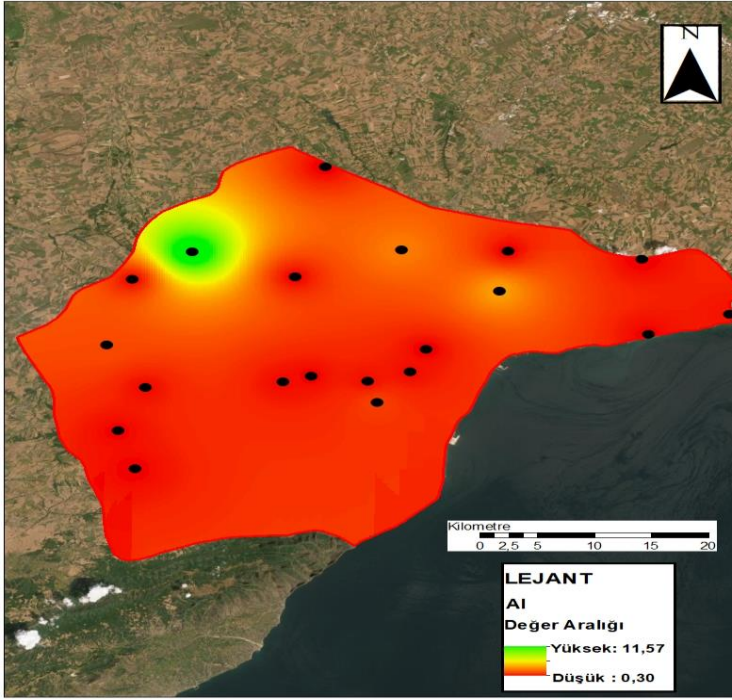 N
Kilometre
0 2,5 5 10 15 20
LEJANT
Al
Değer Aralığı
Yüksek: 11,57
Düşük : 0,30